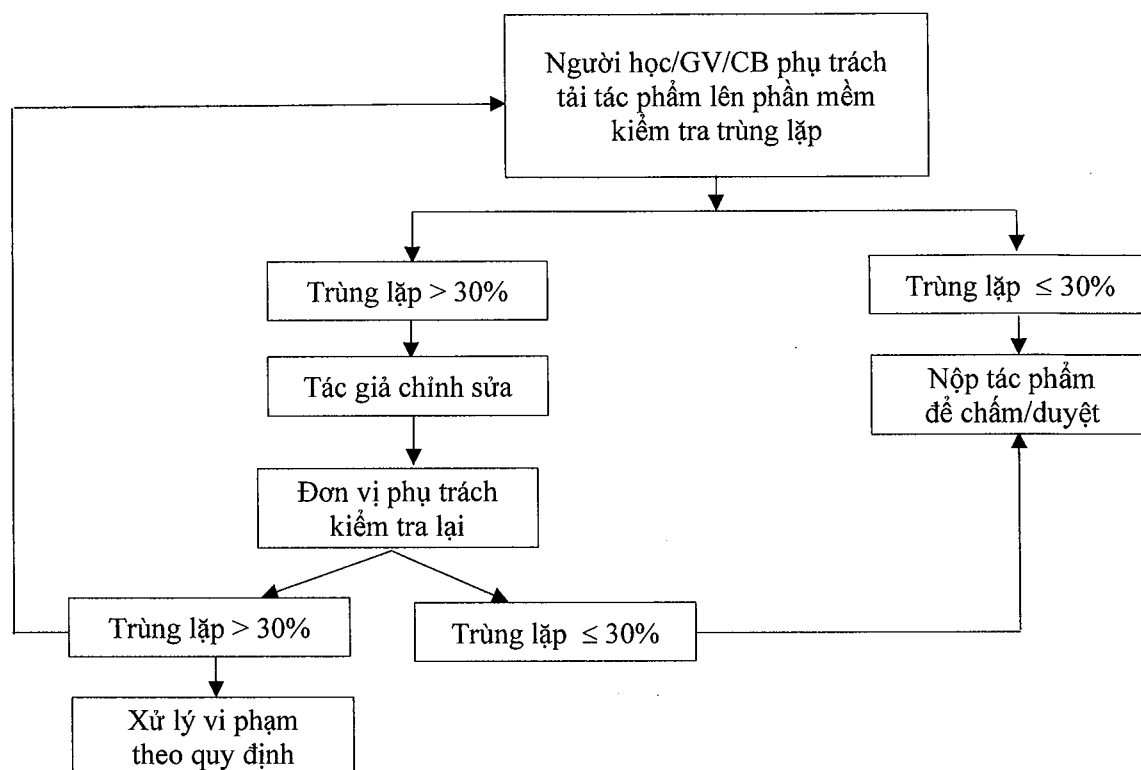 Người học/GV/CB phụ trách
tải tác phẩm lên phần mềm
kiểm tra trùng lặp
Trùng lặp > 30%
Trùng lặp ≤ 30%
Tác giả chỉnh sửa
Nộp tác phẩm
để chấm/duyệt
Đơn vị phụ trách
kiểm tra lại
Trùng lặp > 30%
Trùng lặp ≤ 30%
Xử lý vi phạm
theo quy định